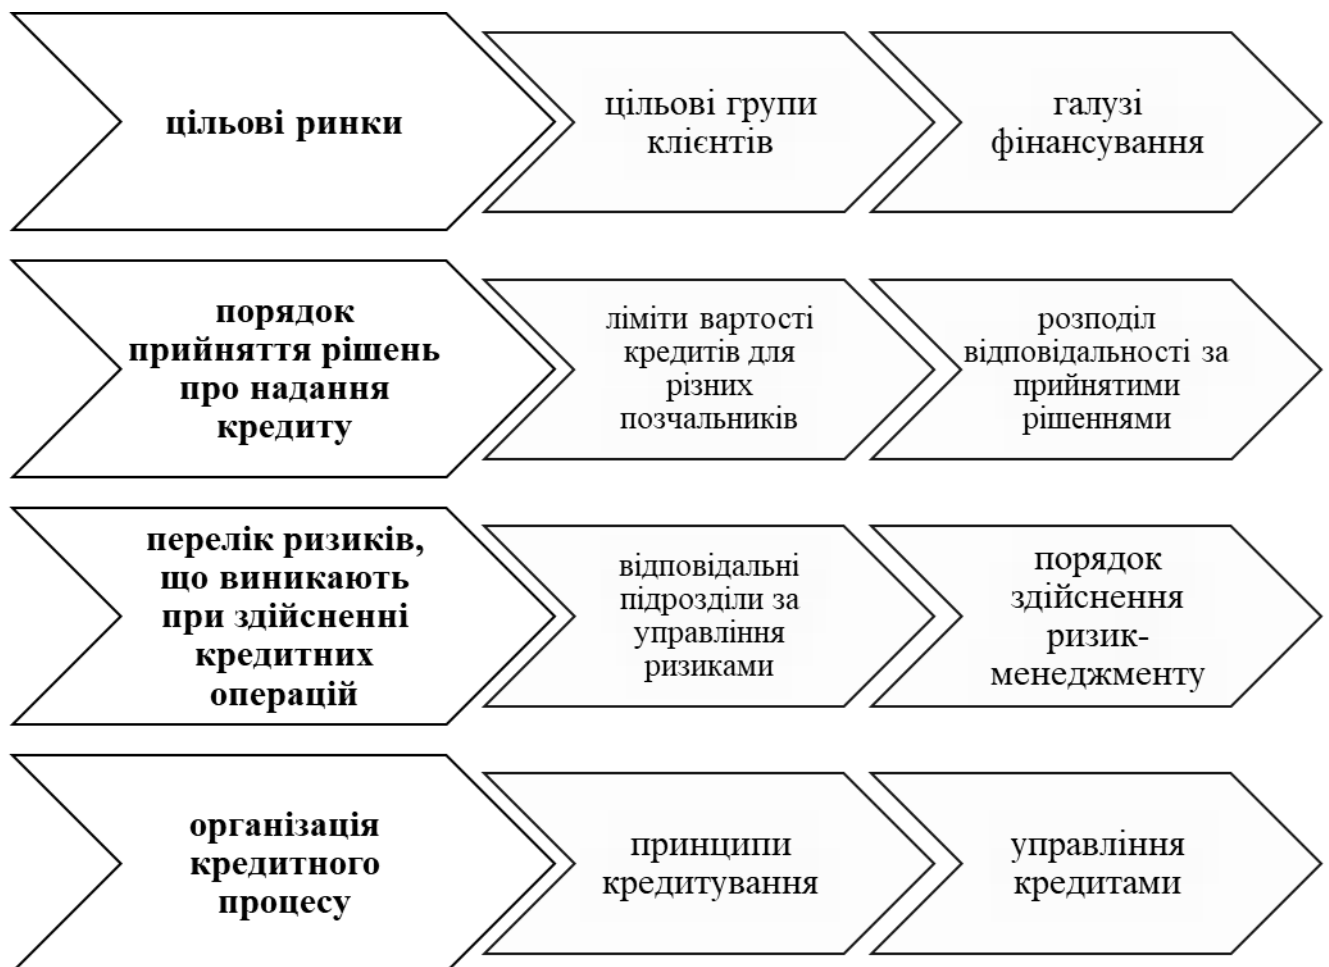 цільові ринки
цільові групи
клієнтів
галузі
фінансування
порядок
прийняття рішень
про надання
кредиту
ліміти вартості
кредитів для
різних
позчальників
розподіл
відповідальності за
прийнятими
рішеннями
перелік ризиків,
що виникають
при здійсненні
кредитних
операцій
відповідальні
підрозділи за
управління
ризиками
порядок
здійснення
ризик-
менеджменту
організація
кредитного
процесу
принципи
кредитування
управління
кредитами